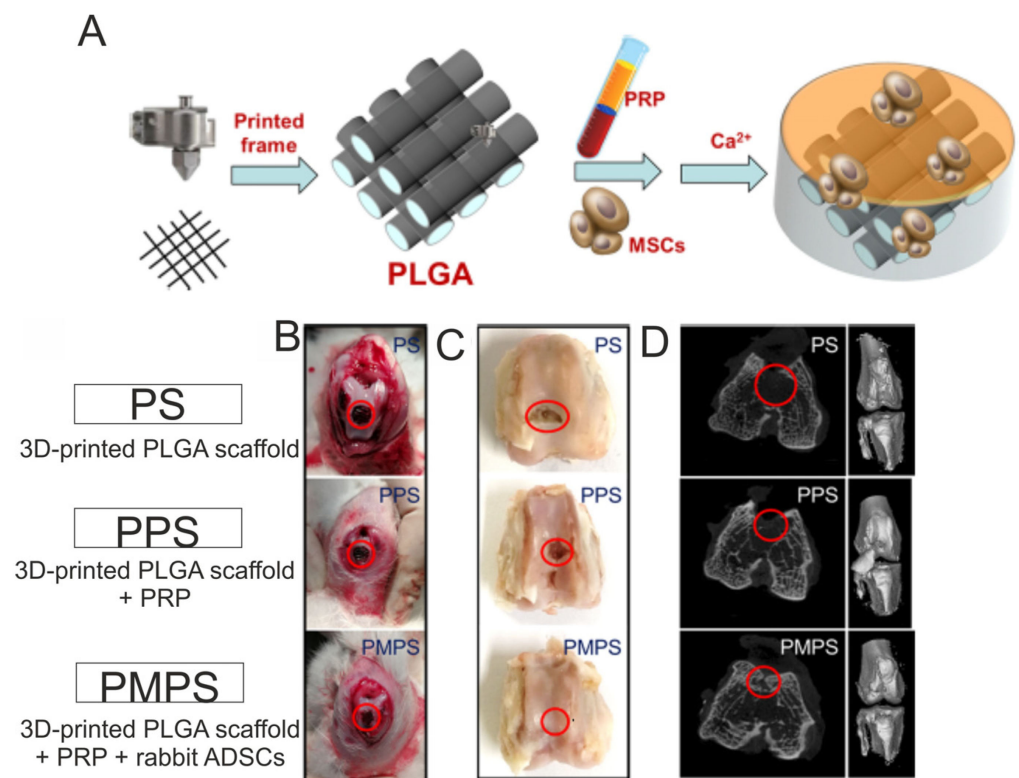 A
Printed
frame
PLGA
PRP
MSCs
Ca²⁺
B
C
D
PS
3D-printed PLGA scaffold
PS
PS
PS
PPS
3D-printed PLGA scaffold
+ PRP
PPS
PPS
PPS
PMPS
3D-printed PLGA scaffold
+ PRP + rabbit ADSCs
PMPS
PMPS
PMPS